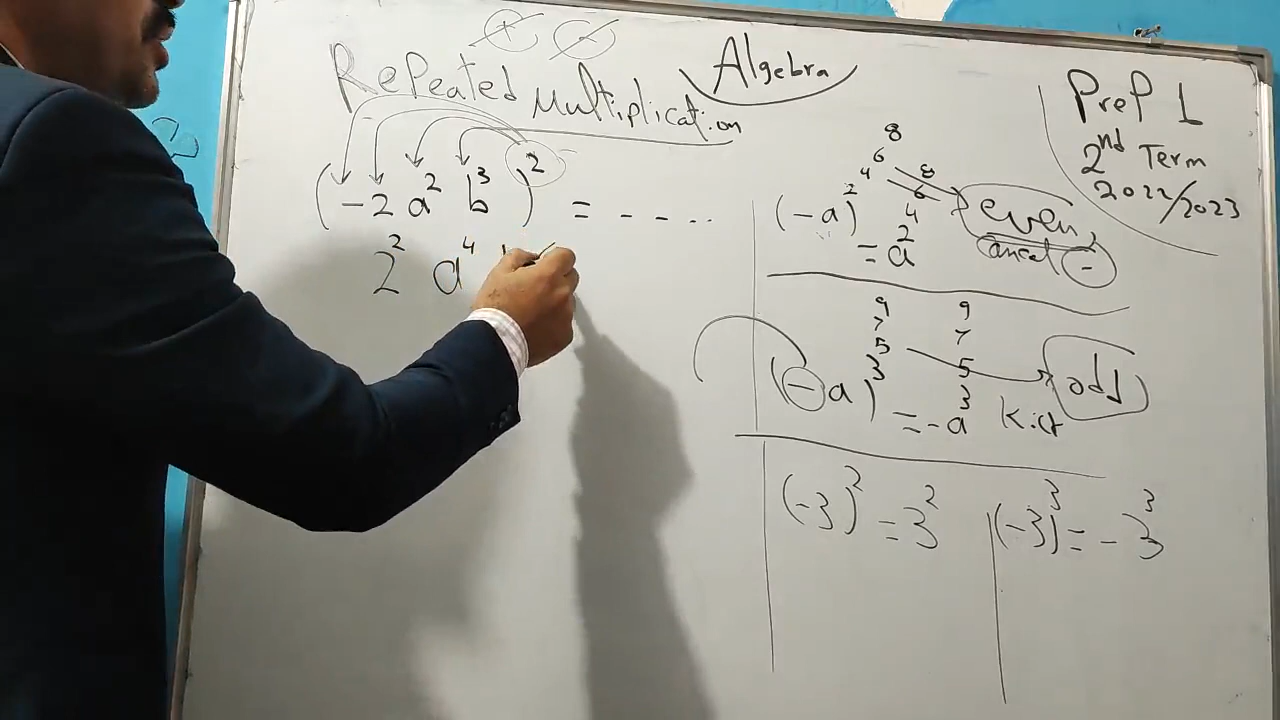 + -
Repeated Multiplication
Algebra
Prep 1
2nd Term
2022/2023
(-2 a² b³)² = - - - ..
2² a⁴
8
6
4
(-a)²
8
6
4
= a²
even
cancel -
9
7
5
(-a)³
9
7
5
= -a³
odd
(-3)² = 3²
(-3)³ = -3³